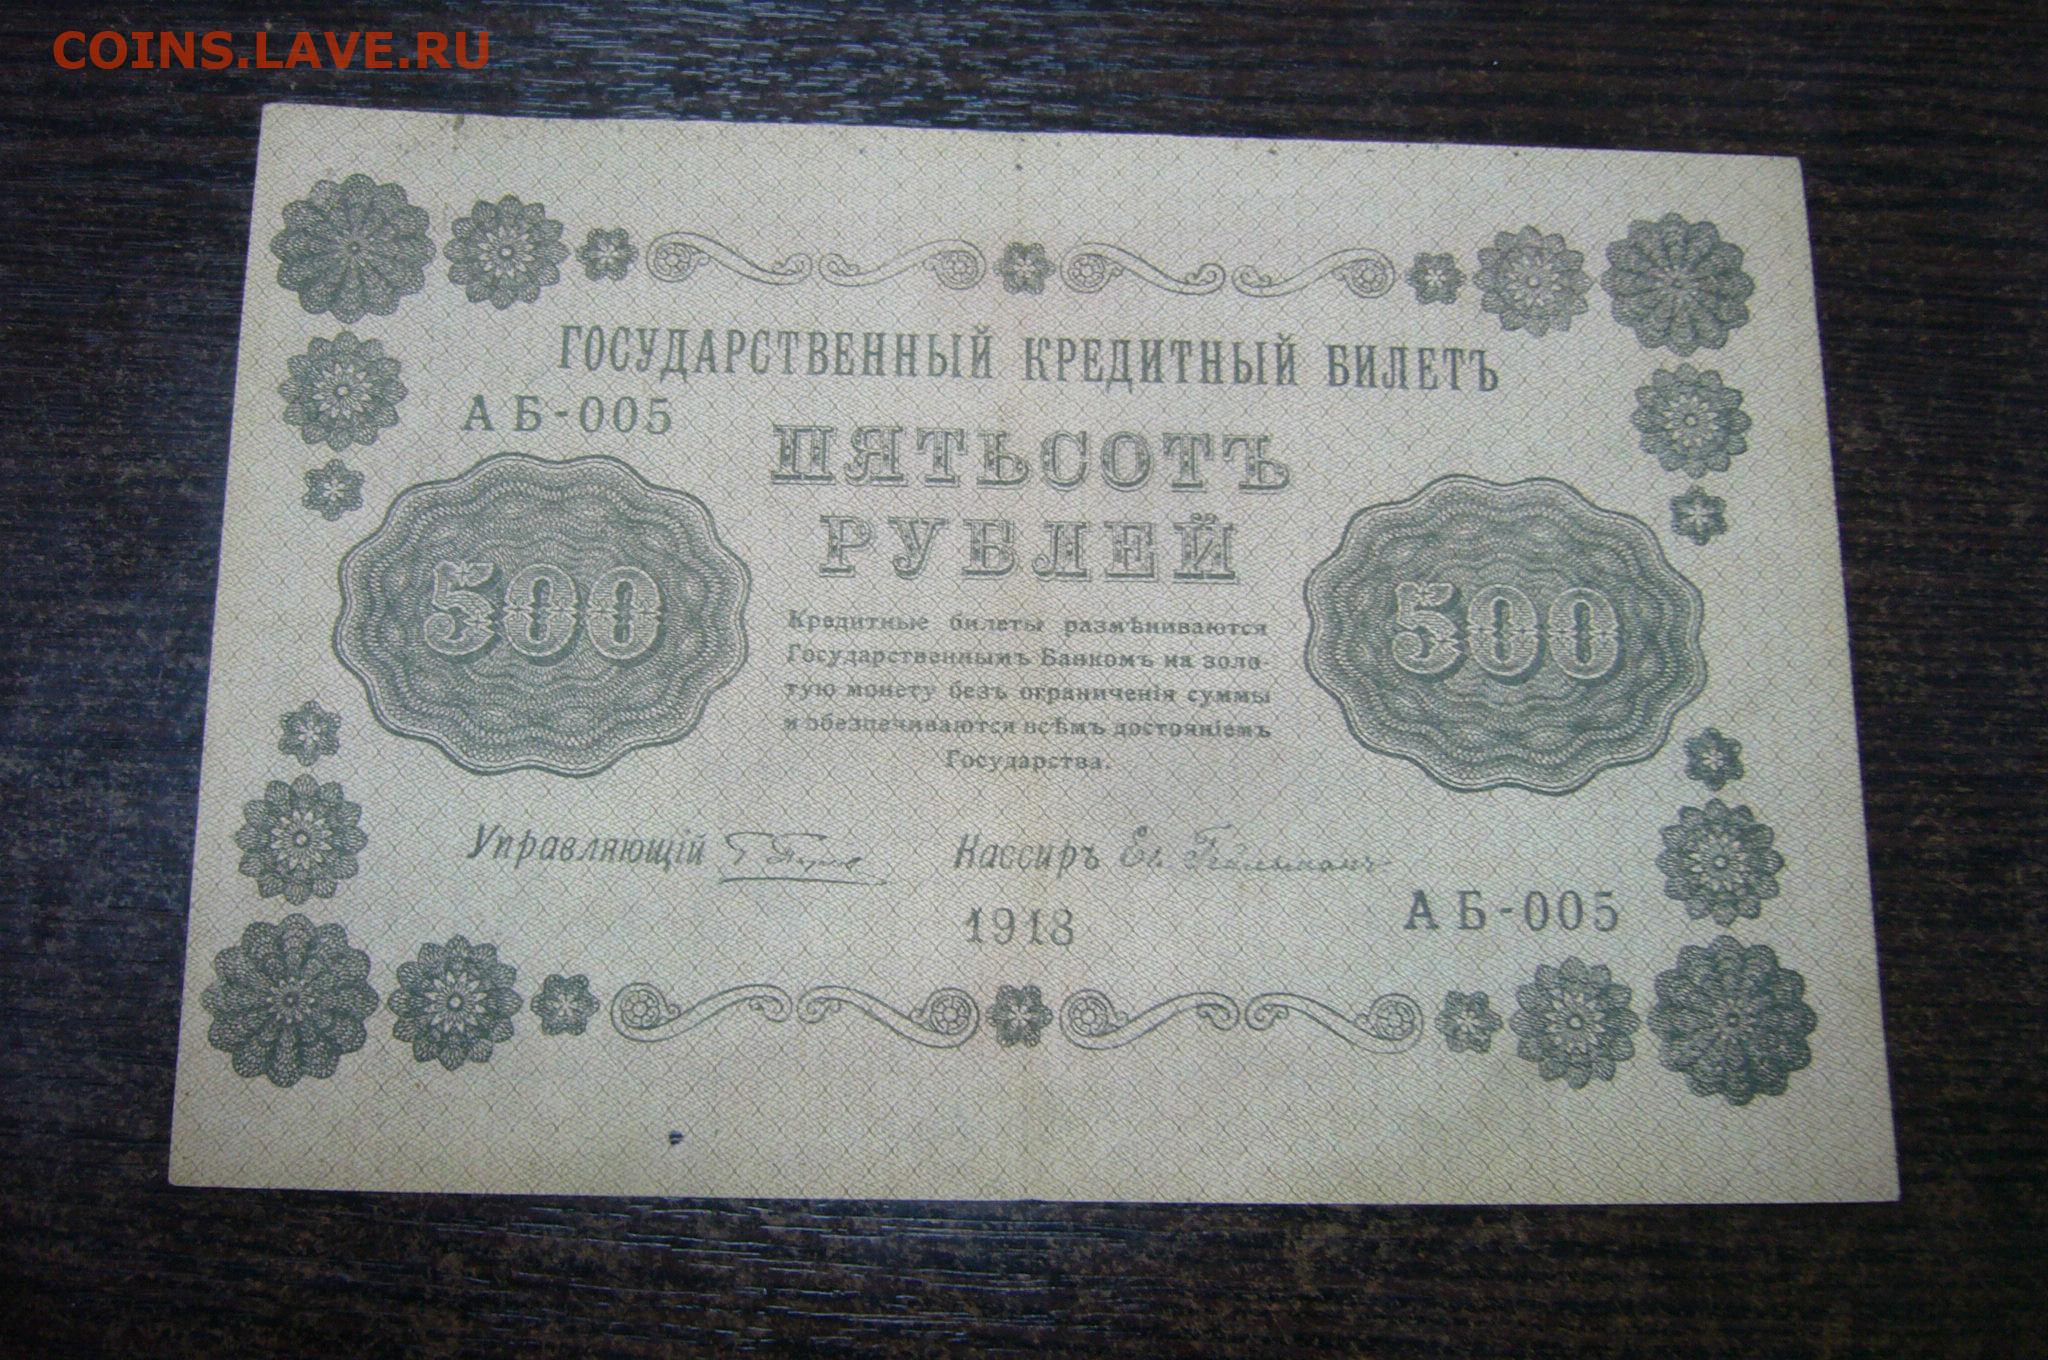 COINS.LAVE.RU
ГОСУДАРСТВЕННЫЙ КРЕДИТНЫЙ БИЛЕТЪ
АБ-005
ПЯТЬСОТЪ
РУБЛЕЙ
500
500
Кредитные билеты размѣниваются
Государственнымъ Банкомъ на золо-
тую монету безъ ограниченія суммы
и обезпечиваются всѣмъ достояніемъ
Государства.
Управляющій
Кассиръ
1918
АБ-005